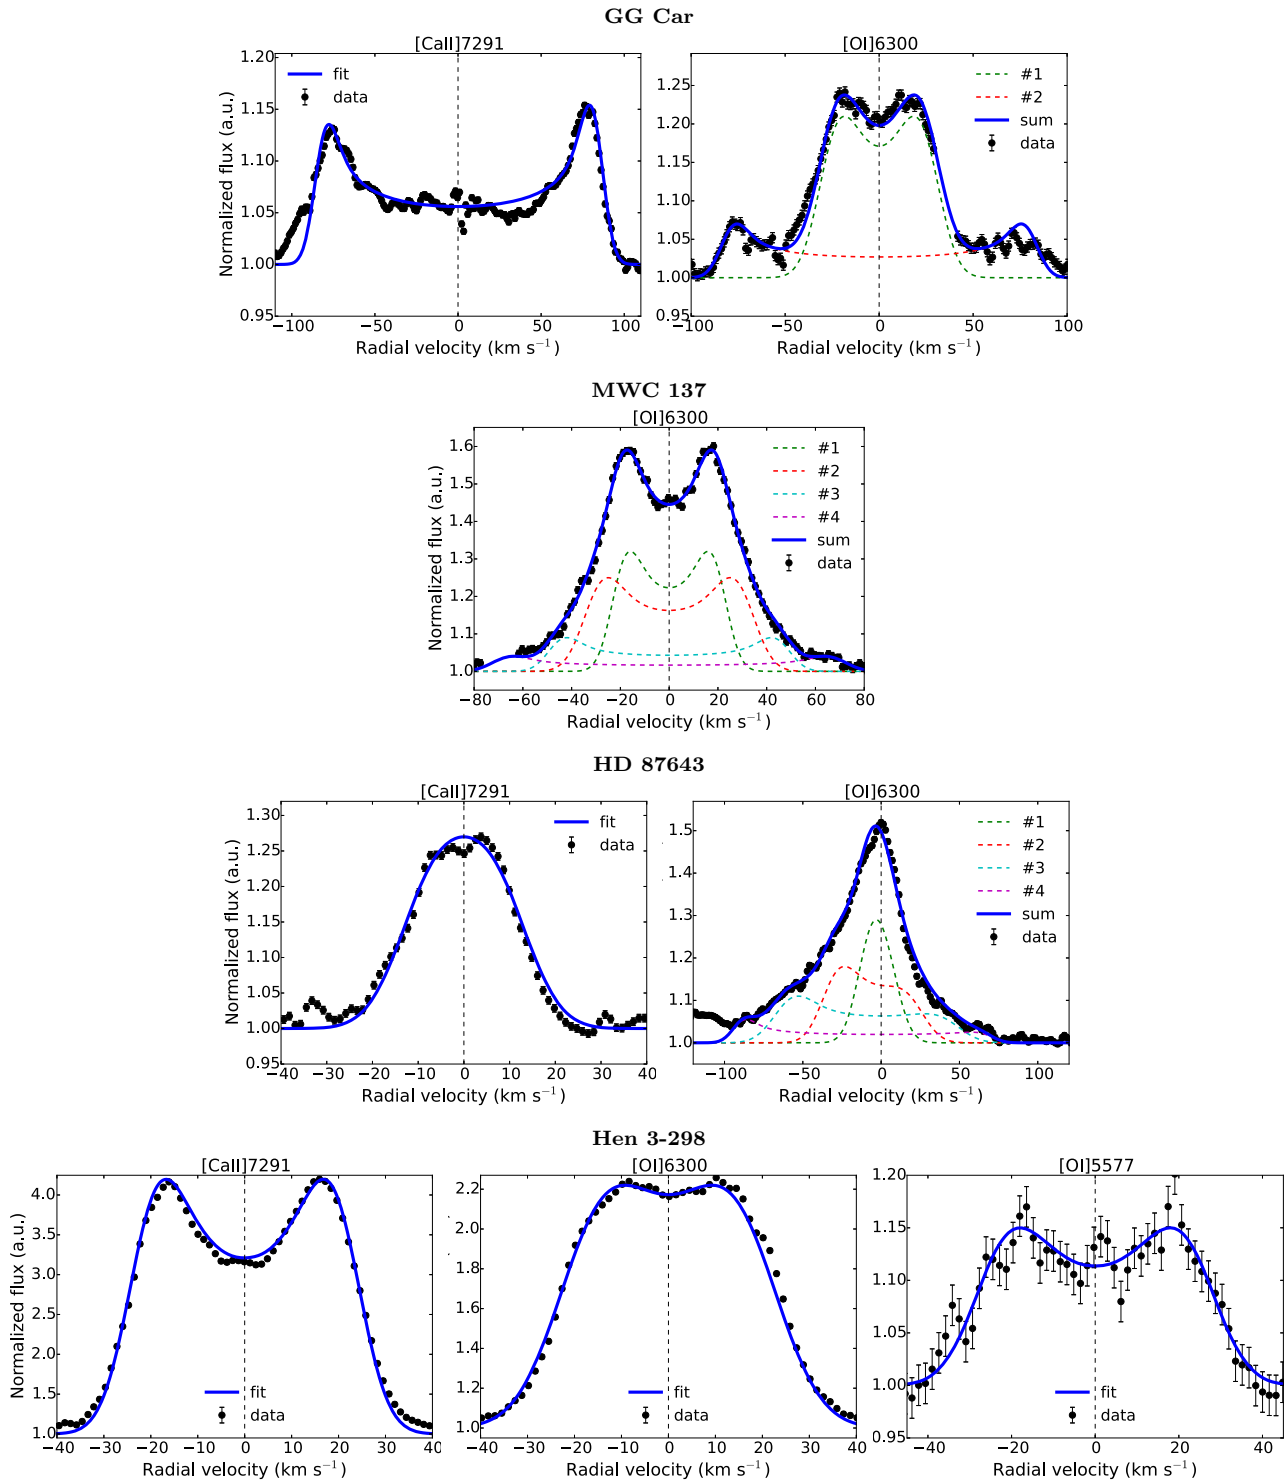 GG Car
[CaII]7291
[OI]6300
Normalized flux (a.u.)
1.20
1.15
1.10
1.05
1.00
0.95
fit
data
−100 −50 0 50 100
Radial velocity (km s−1)
1.25
1.20
1.15
1.10
1.05
1.00
0.95
#1
#2
sum
data
−100 −50 0 50 100
Radial velocity (km s−1)
MWC 137
[OI]6300
Normalized flux (a.u.)
1.6
1.5
1.4
1.3
1.2
1.1
1.0
#1
#2
#3
#4
sum
data
−80 −60 −40 −20 0 20 40 60 80
Radial velocity (km s−1)
HD 87643
[CaII]7291
[OI]6300
Normalized flux (a.u.)
1.30
1.25
1.20
1.15
1.10
1.05
1.00
0.95
fit
data
−40 −30 −20 −10 0 10 20 30 40
Radial velocity (km s−1)
1.5
1.4
1.3
1.2
1.1
1.0
#1
#2
#3
#4
sum
data
−100 −50 0 50 100
Radial velocity (km s−1)
Hen 3-298
[CaII]7291
[OI]6300
[OI]5577
Normalized flux (a.u.)
4.0
3.5
3.0
2.5
2.0
1.5
1.0
fit
data
−40 −30 −20 −10 0 10 20 30 40
Radial velocity (km s−1)
2.2
2.0
1.8
1.6
1.4
1.2
1.0
fit
data
−40 −30 −20 −10 0 10 20 30 40
Radial velocity (km s−1)
1.20
1.15
1.10
1.05
1.00
0.95
fit
data
−40 −20 0 20 40
Radial velocity (km s−1)